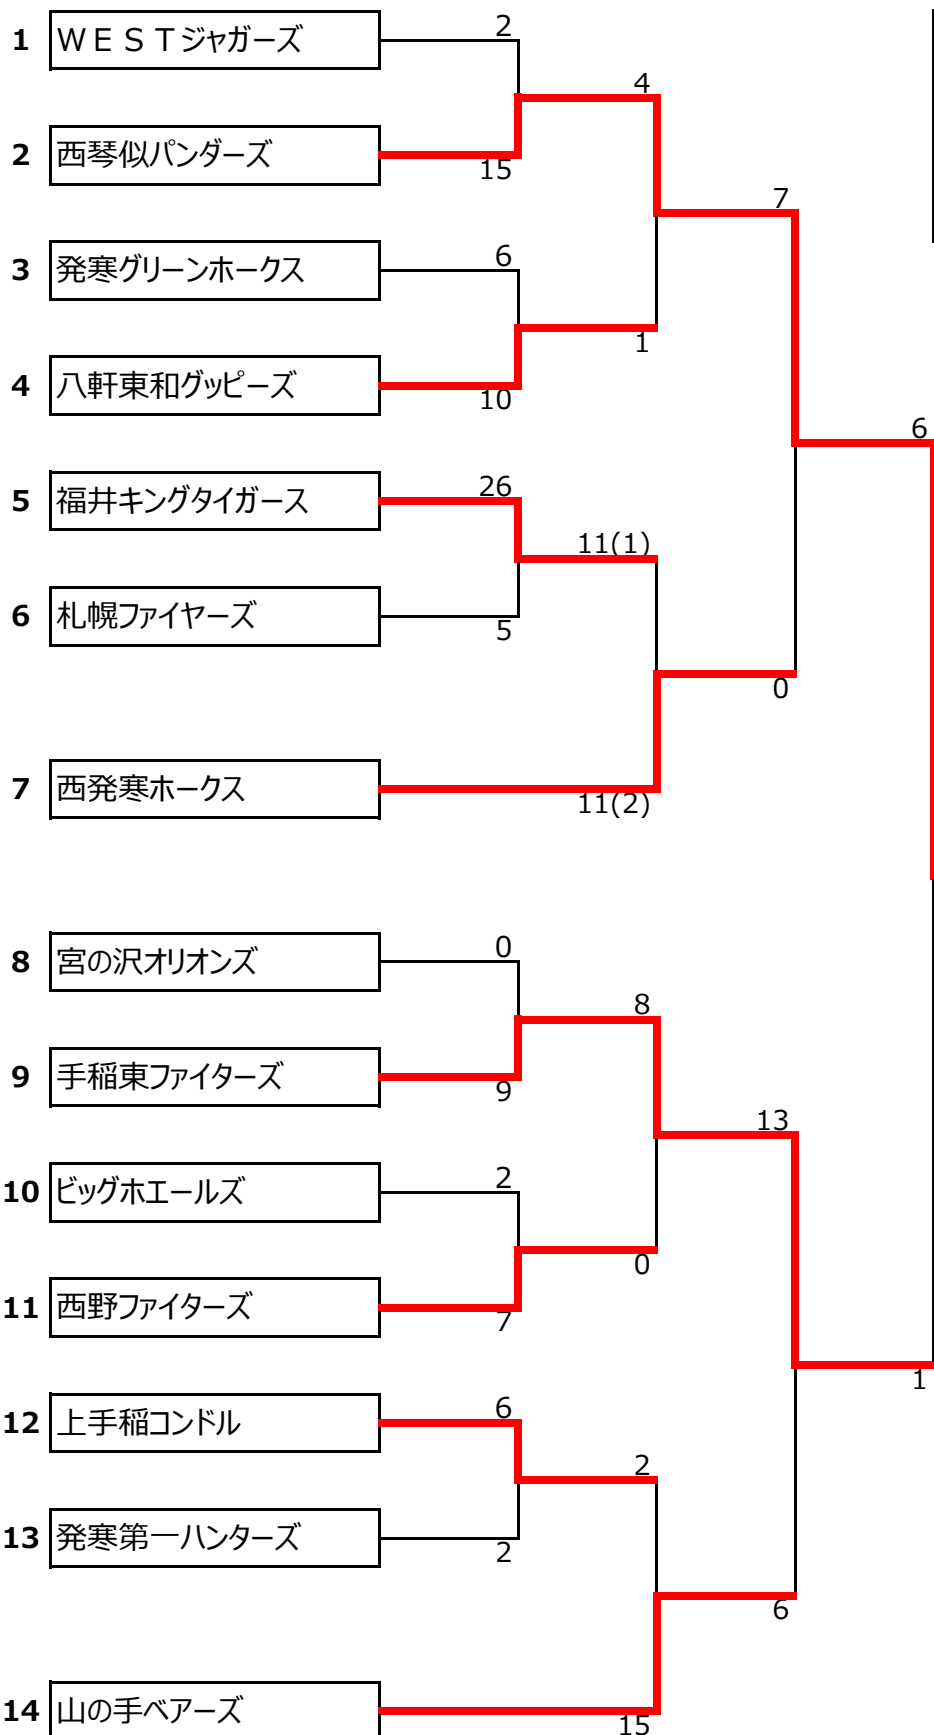 2
1 ＷＥＳＴジャガーズ
4
2 西琴似パンダーズ
15
7
3 発寒グリーンホークス
6
1
4 八軒東和グッピーズ
10
6
5 福井キングタイガース
26
11(1)
6 札幌ファイヤーズ
5
0
7 西発寒ホークス
11(2)
8 宮の沢オリオンズ
0
8
9 手稲東ファイターズ
9
13
10 ビッグホエールズ
2
0
11 西野ファイターズ
7
1
12 上手稲コンドル
6
2
13 発寒第一ハンターズ
2
6
14 山の手ベアーズ
15